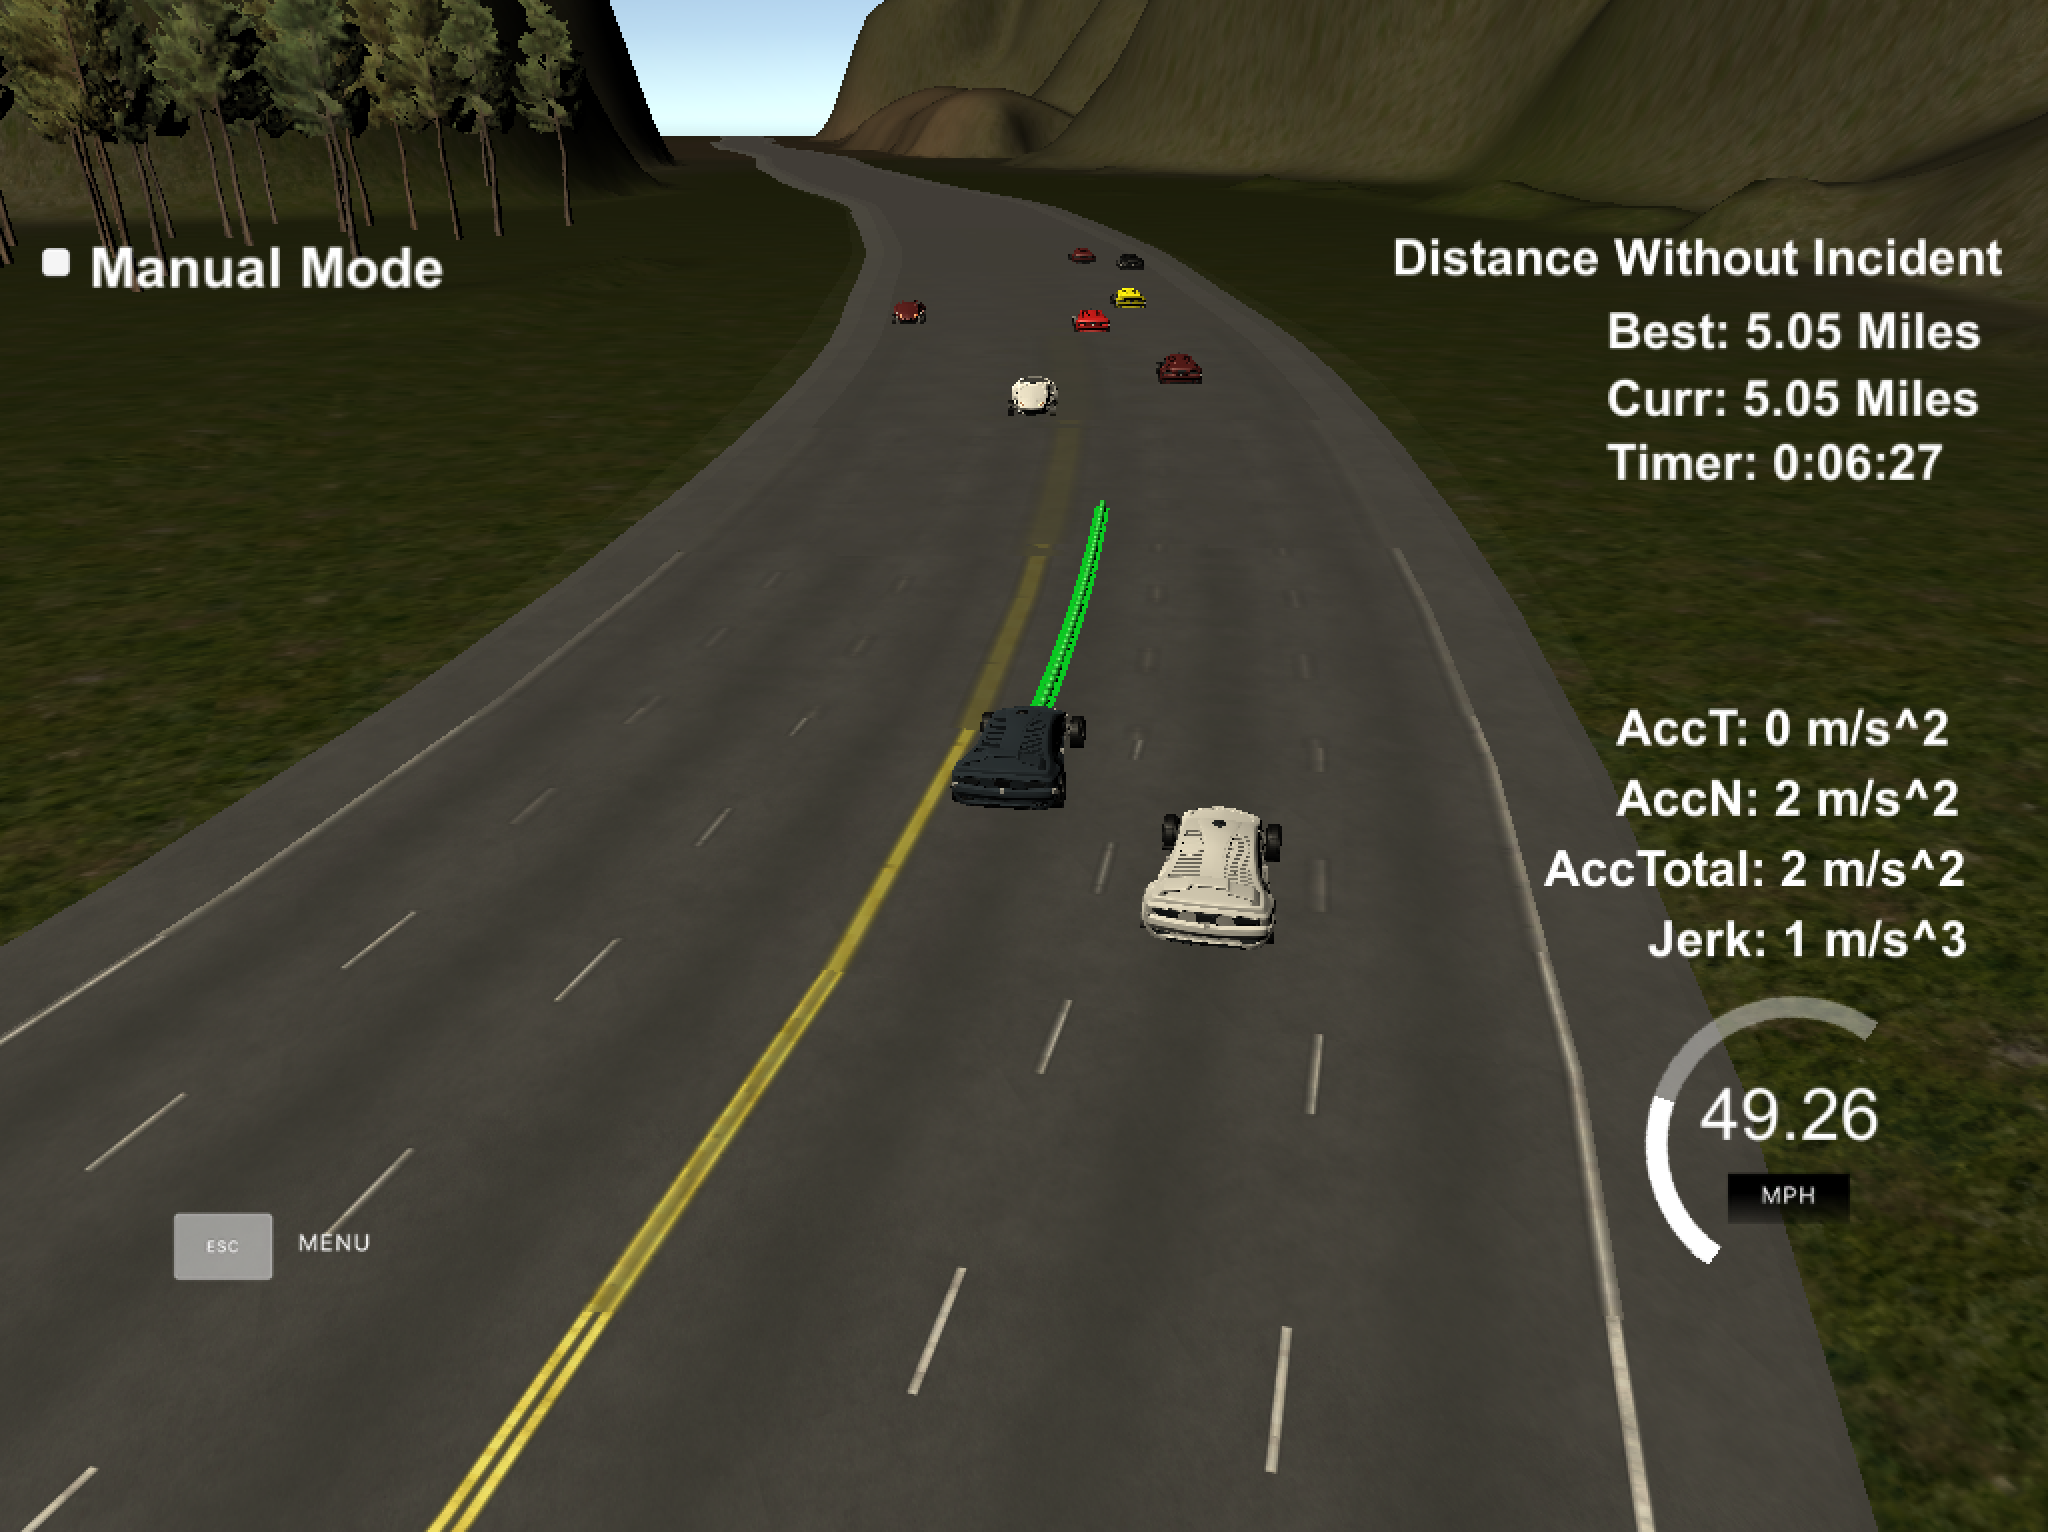 Manual Mode
Distance Without Incident
Best: 5.05 Miles
Curr: 5.05 Miles
Timer: 0:06:27
AccT: 0 m/s^2
AccN: 2 m/s^2
AccTotal: 2 m/s^2
Jerk: 1 m/s^3
49.26
MPH
ESC MENU